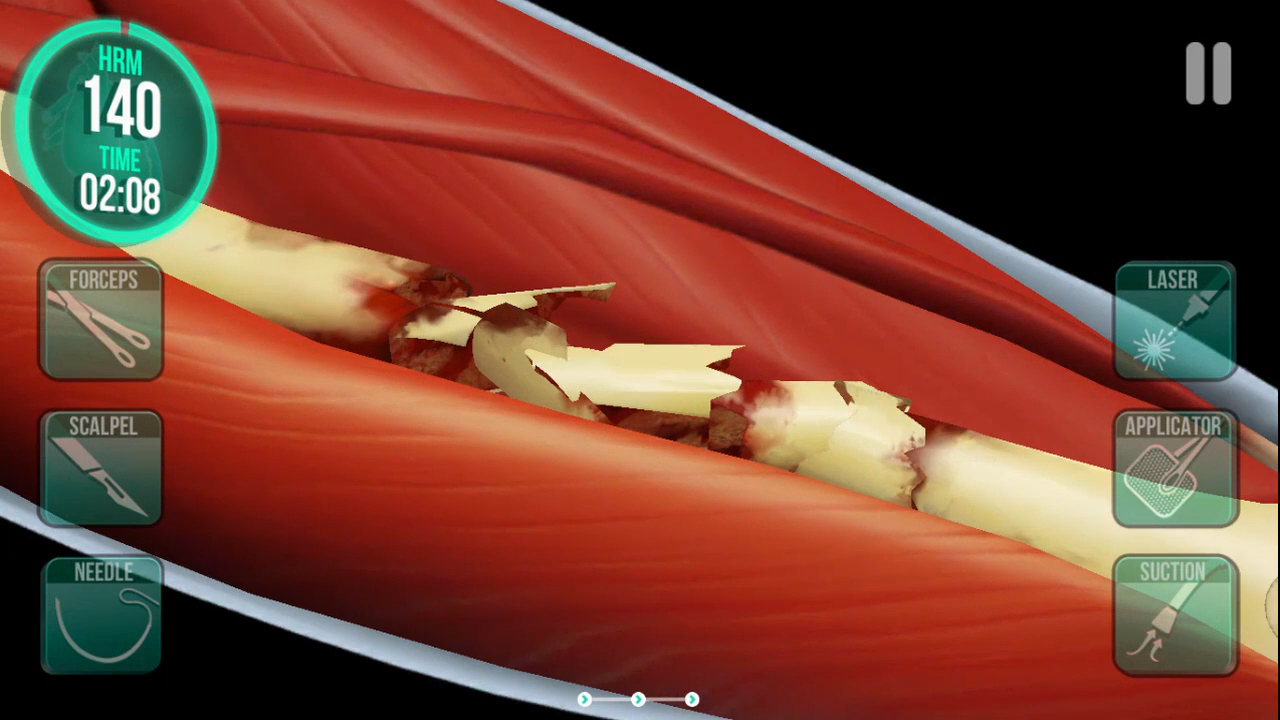 HRM
140
TIME
02:08
FORCEPS
SCALPEL
NEEDLE
LASER
APPLICATOR
SUCTION